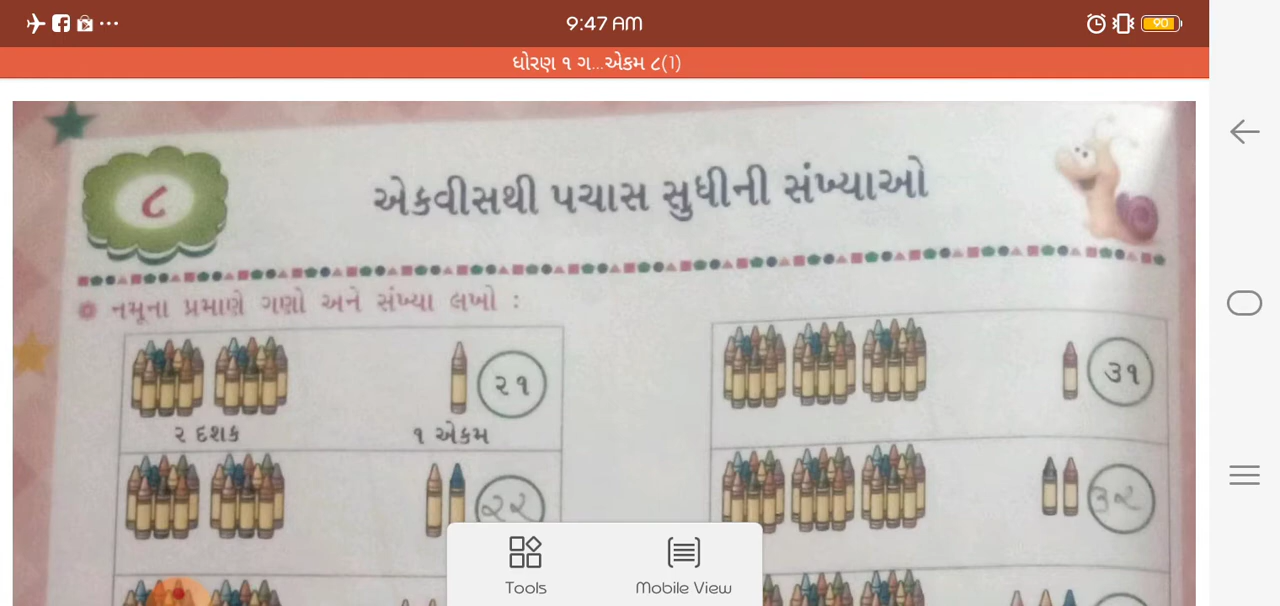 9:47 AM
90
ધોરણ ૧ ગ...એકમ ૮(1)
૮
એકવીસથી પચાસ સુધીની સંખ્યાઓ
નમૂના પ્રમાણે ગણો અને સંખ્યા લખો :
૨૧
૩૧
૨ દશક
૧ એકમ
૨૨
૩૨
Tools
Mobile View